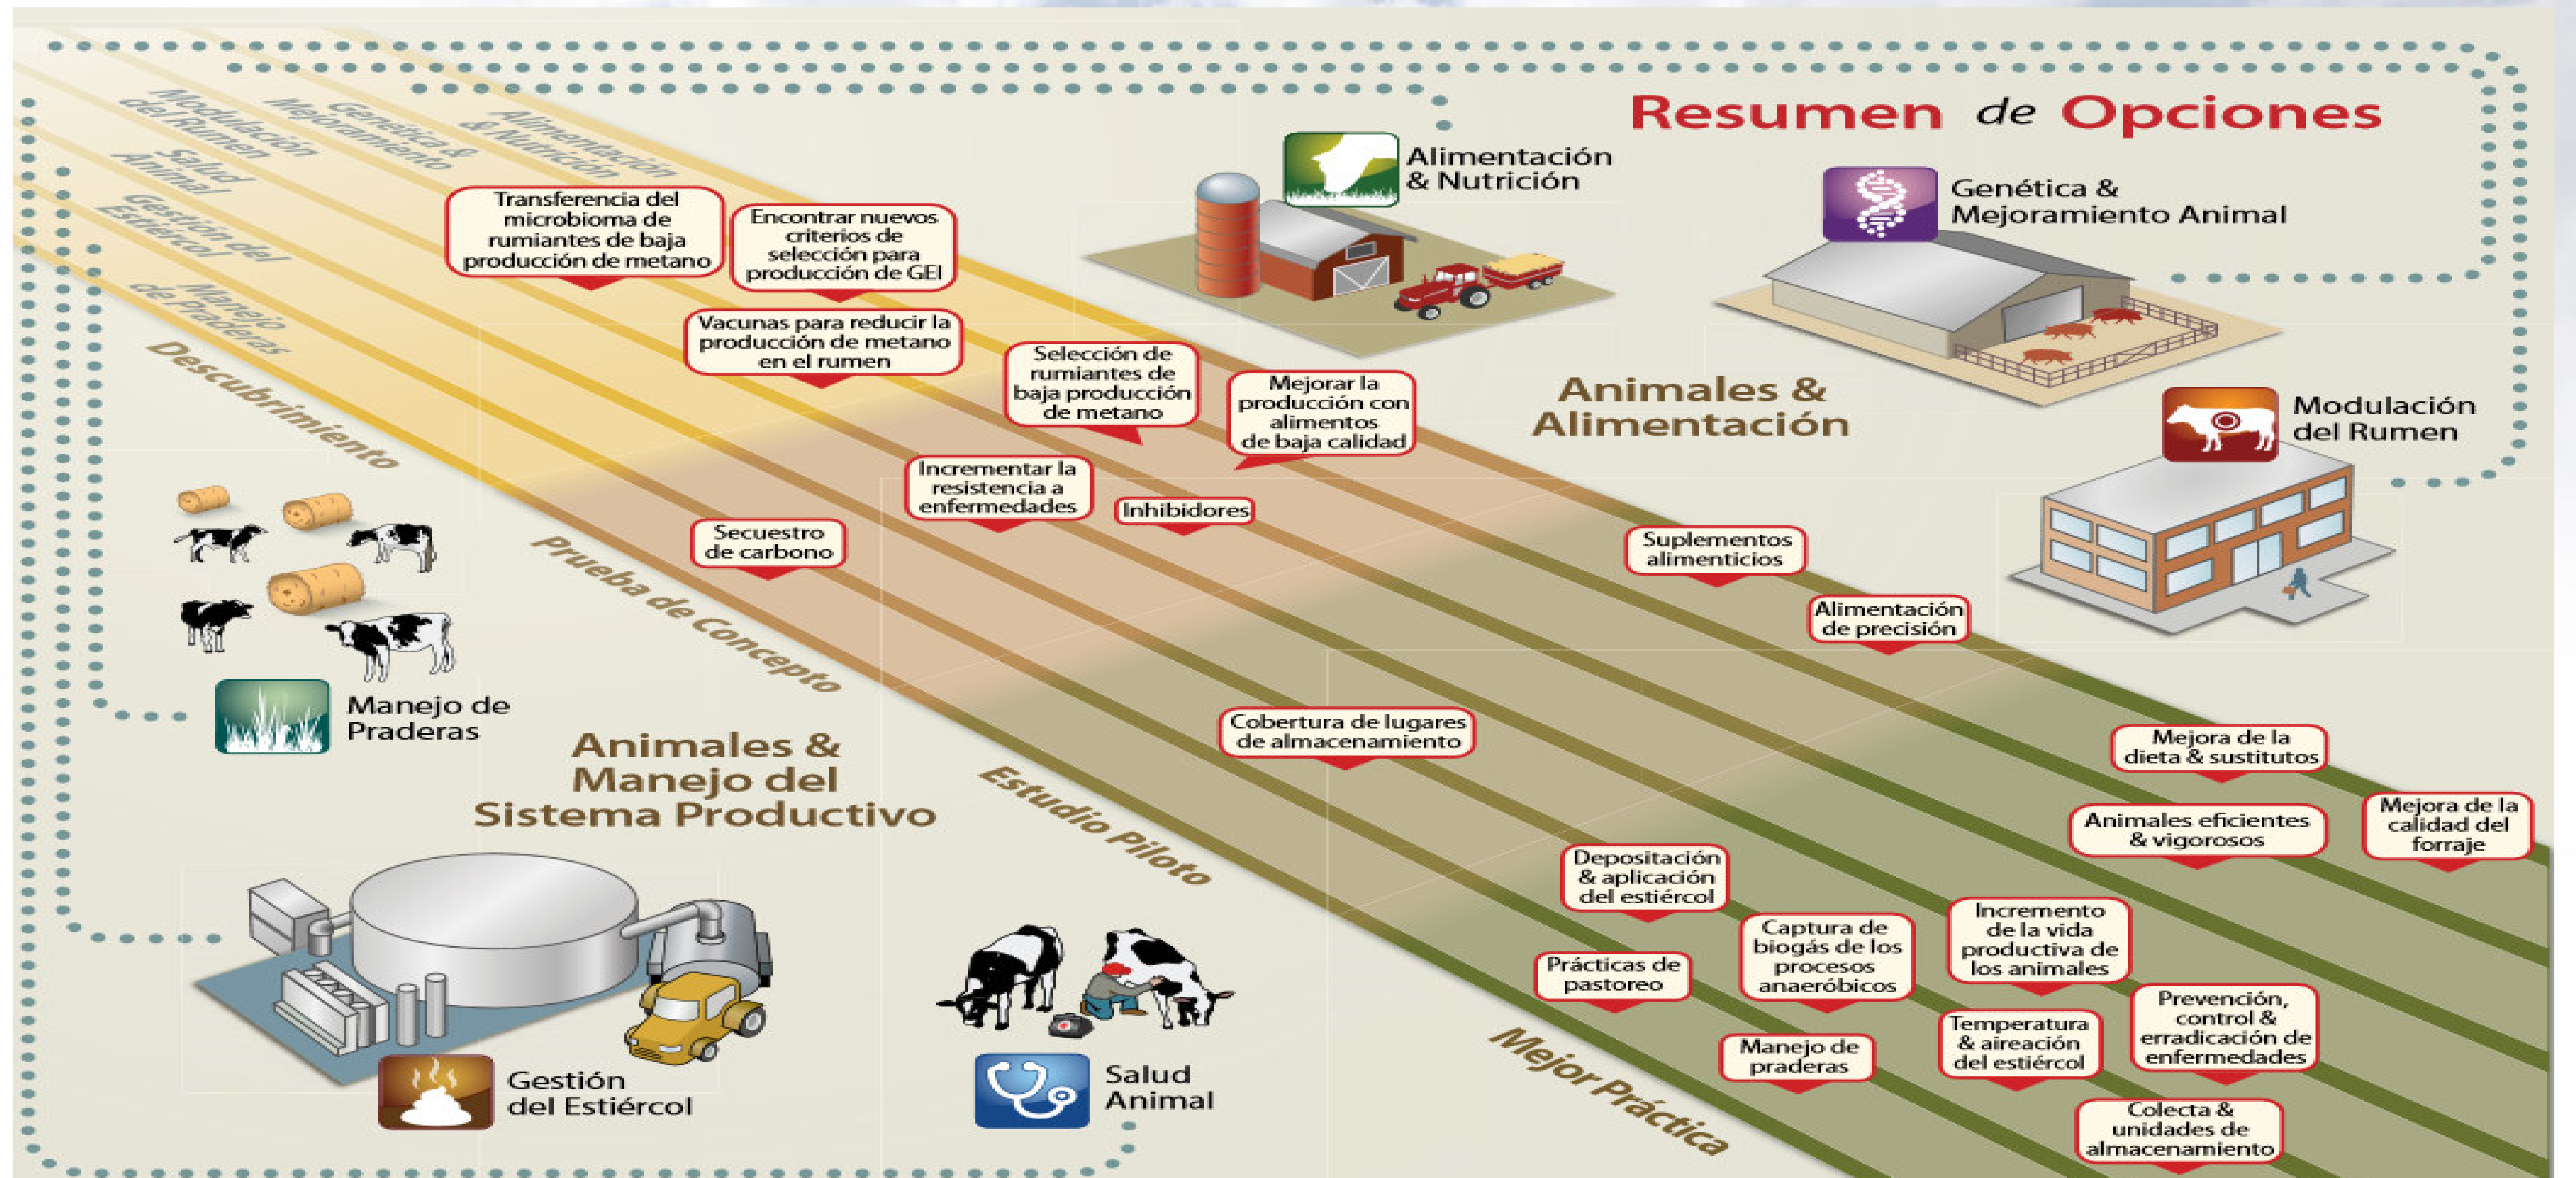 Resumen de Opciones
Modulación
del Rumen
Genética &
Mejoramiento
Alimentación
& Nutrición
Salud
Animal
Gestión del
Estiércol
Manejo
de Praderas
Descubrimiento
Prueba de Concepto
Estudio Piloto
Mejor Práctica
Transferencia del
microbioma de
rumiantes de baja
producción de metano
Encontrar nuevos
criterios de
selección para
producción de GEI
Vacunas para reducir la
producción de metano
en el rumen
Selección de
rumiantes de
baja producción
de metano
Mejorar la
producción con
alimentos
de baja calidad
Incrementar la
resistencia a
enfermedades
Inhibidores
Secuestro
de carbono
Alimentación
& Nutrición
Genética &
Mejoramiento Animal
Animales &
Alimentación
Modulación
del Rumen
Suplementos
alimenticios
Alimentación
de precisión
Cobertura de lugares
de almacenamiento
Mejora de la
dieta & sustitutos
Animales eficientes
& vigorosos
Mejora de la
calidad del
forraje
Depositación
& aplicación
del estiércol
Captura de
biogás de los
procesos
anaeróbicos
Incremento
de la vida
productiva de
los animales
Prácticas de
pastoreo
Manejo de
praderas
Temperatura
& aireación
del estiércol
Prevención,
control &
erradicación de
enfermedades
Colecta &
unidades de
almacenamiento
Manejo de
Praderas
Animales &
Manejo del
Sistema Productivo
Gestión
del Estiércol
Salud
Animal